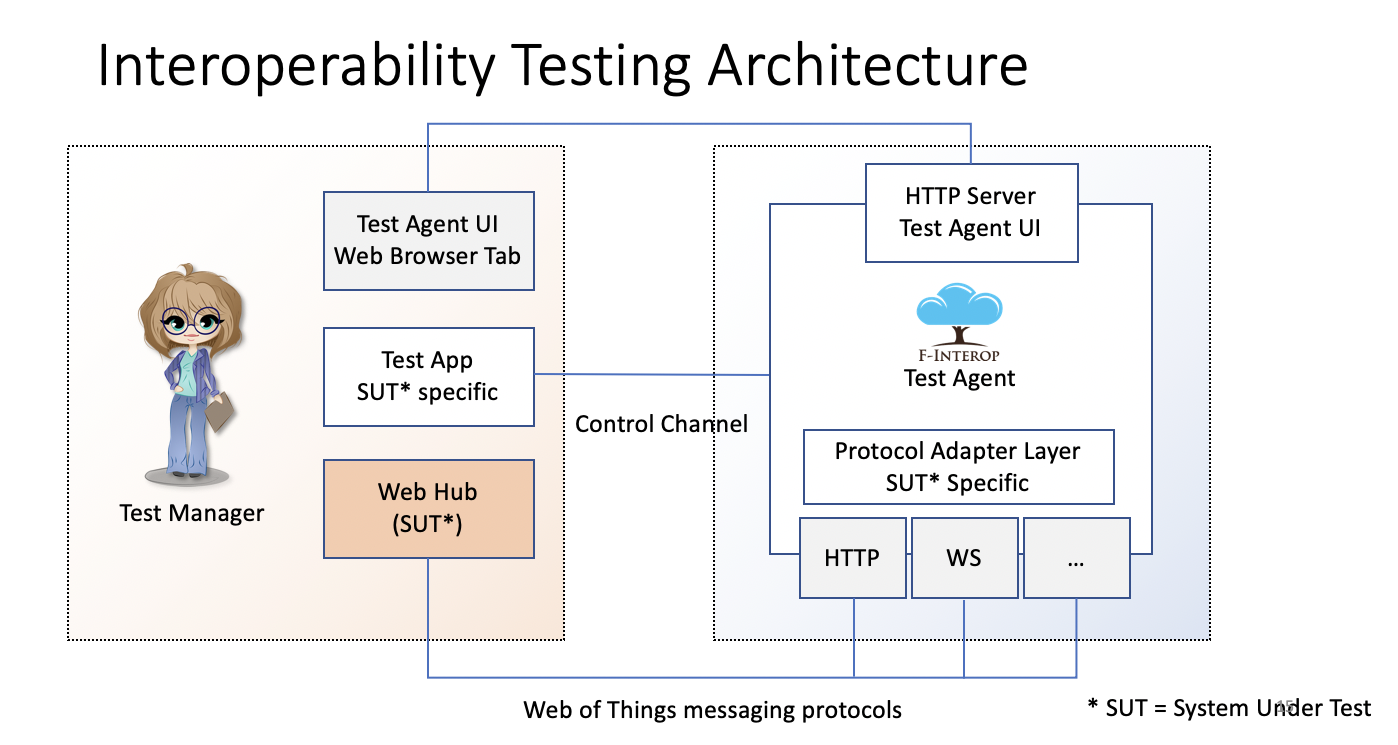 Interoperability Testing Architecture
Test Agent UI
Web Browser Tab
Test App
SUT* specific
Web Hub
(SUT*)
Test Manager
Control Channel
HTTP Server
Test Agent UI
F-INTEROP
Test Agent
Protocol Adapter Layer
SUT* Specific
HTTP
WS
...
Web of Things messaging protocols
* SUT = System Under Test
15